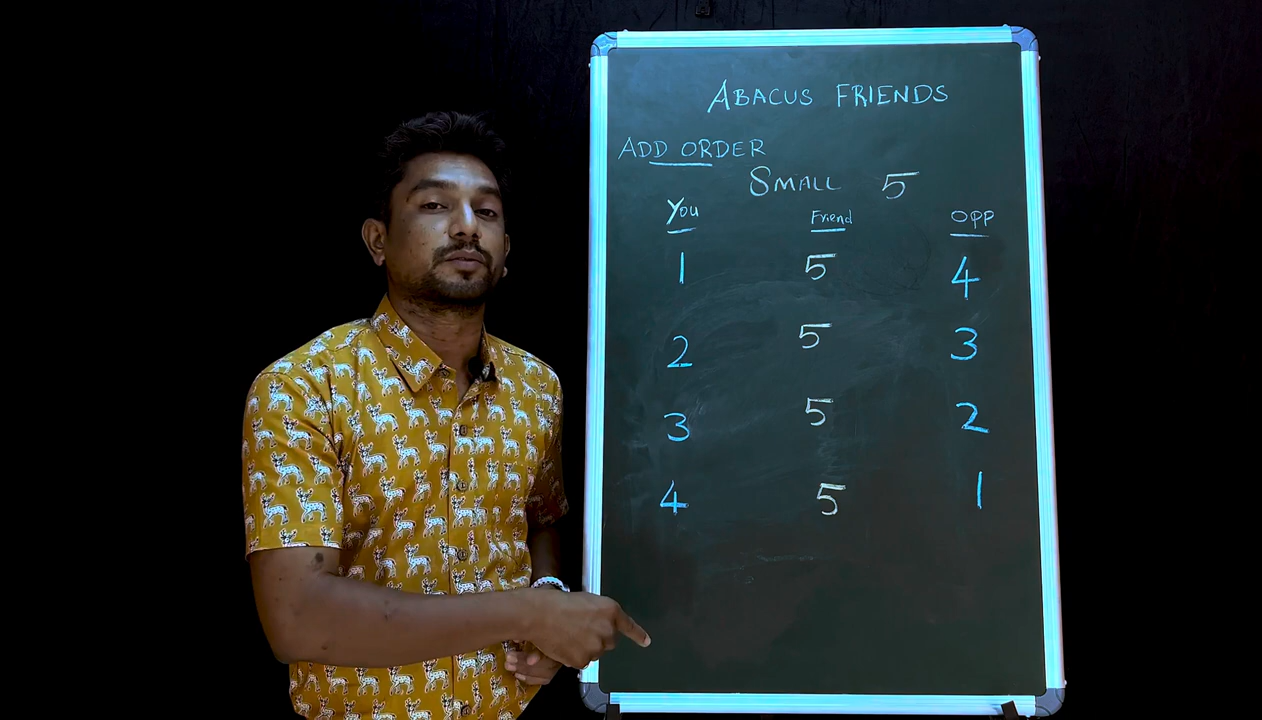 ABACUS FRIENDS
ADD ORDER
SMALL 5
You Friend OPP
1 5 4
2 5 3
3 5 2
4 5 1